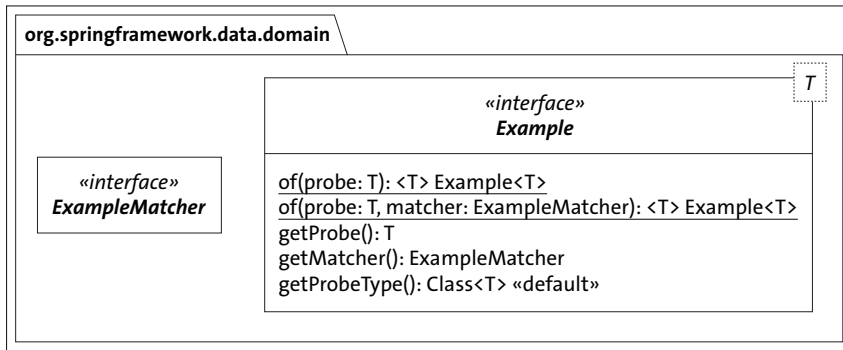 org.springframework.data.domain
T
«interface»
Example
«interface»
ExampleMatcher
of(probe: T): <T> Example<T>
of(probe: T, matcher: ExampleMatcher): <T> Example<T>
getProbe(): T
getMatcher(): ExampleMatcher
getProbeType(): Class<T> «default»